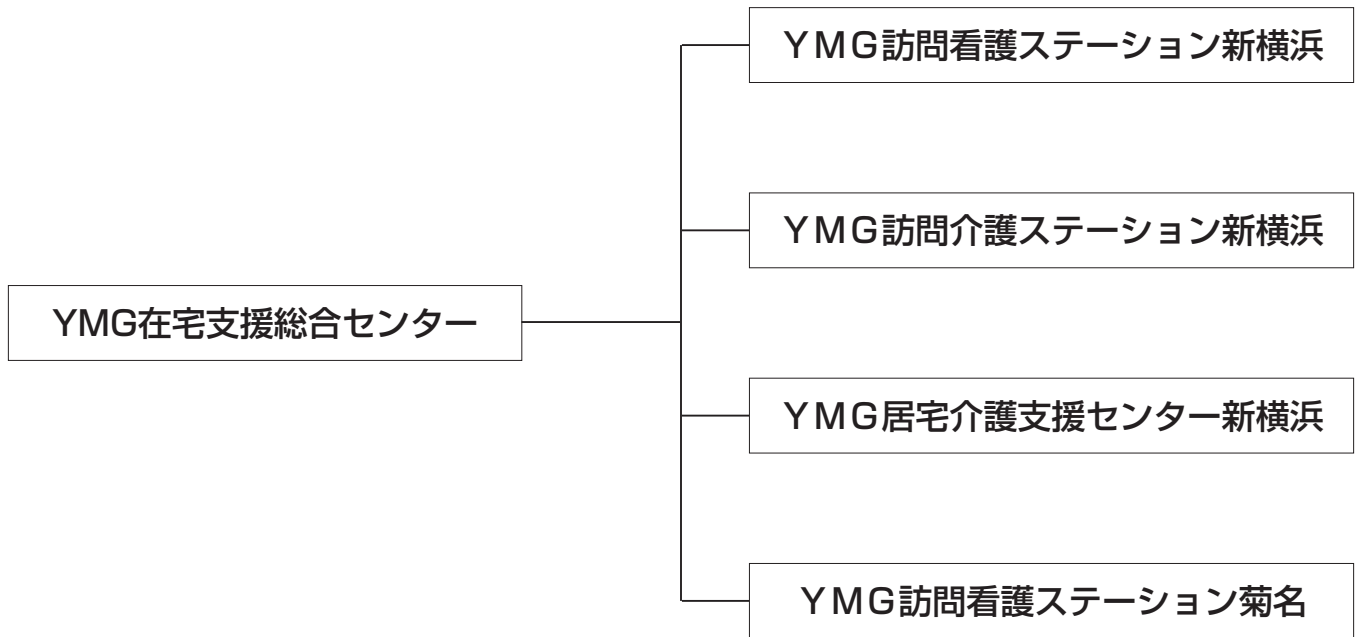 ＹＭＧ訪問看護ステーション新横浜
ＹＭＧ訪問介護ステーション新横浜
YMG在宅支援総合センター
ＹＭＧ居宅介護支援センター新横浜
ＹＭＧ訪問看護ステーション菊名